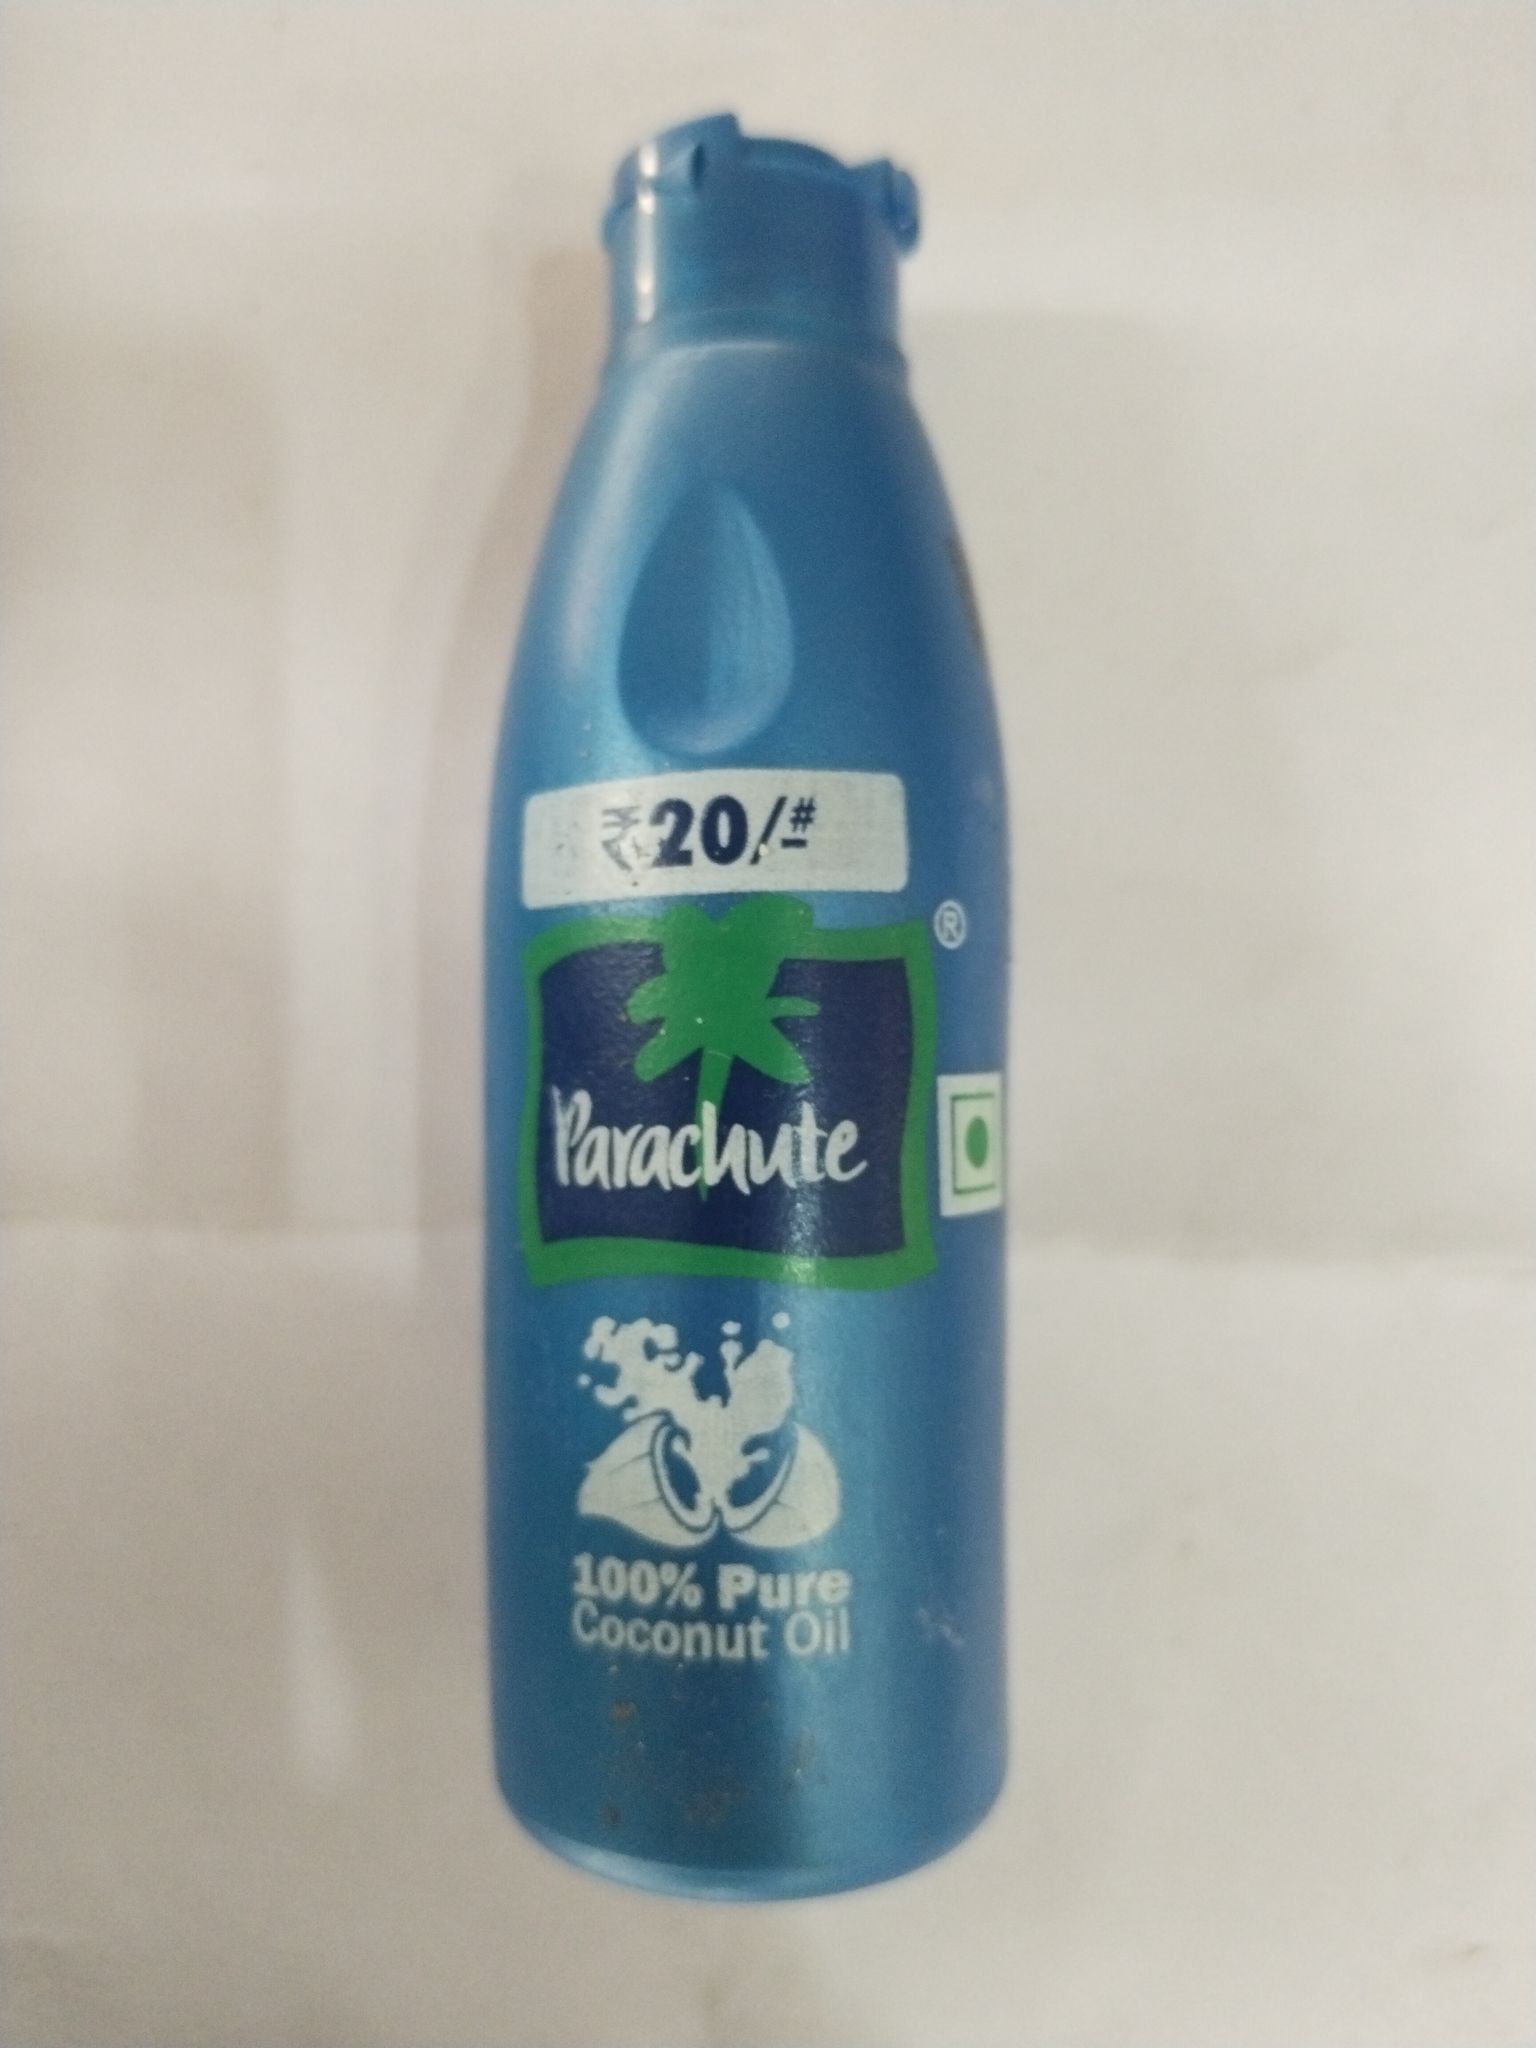 ₹20/-#
®
Parachute
100% Pure
Coconut Oil